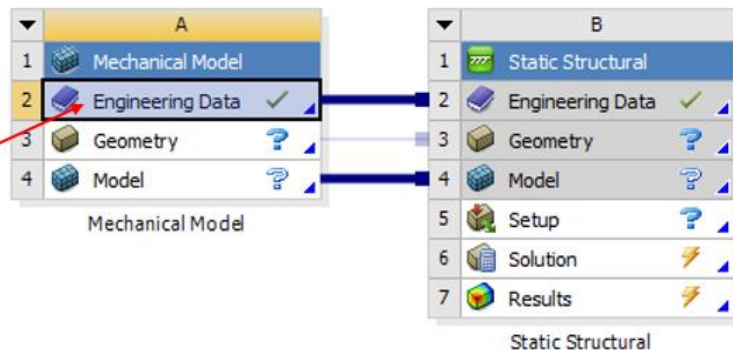 A
1 Mechanical Model
2 Engineering Data
3 Geometry ?
4 Model ?
Mechanical Model
B
1 Static Structural
2 Engineering Data
3 Geometry ?
4 Model ?
5 Setup ?
6 Solution
7 Results
Static Structural